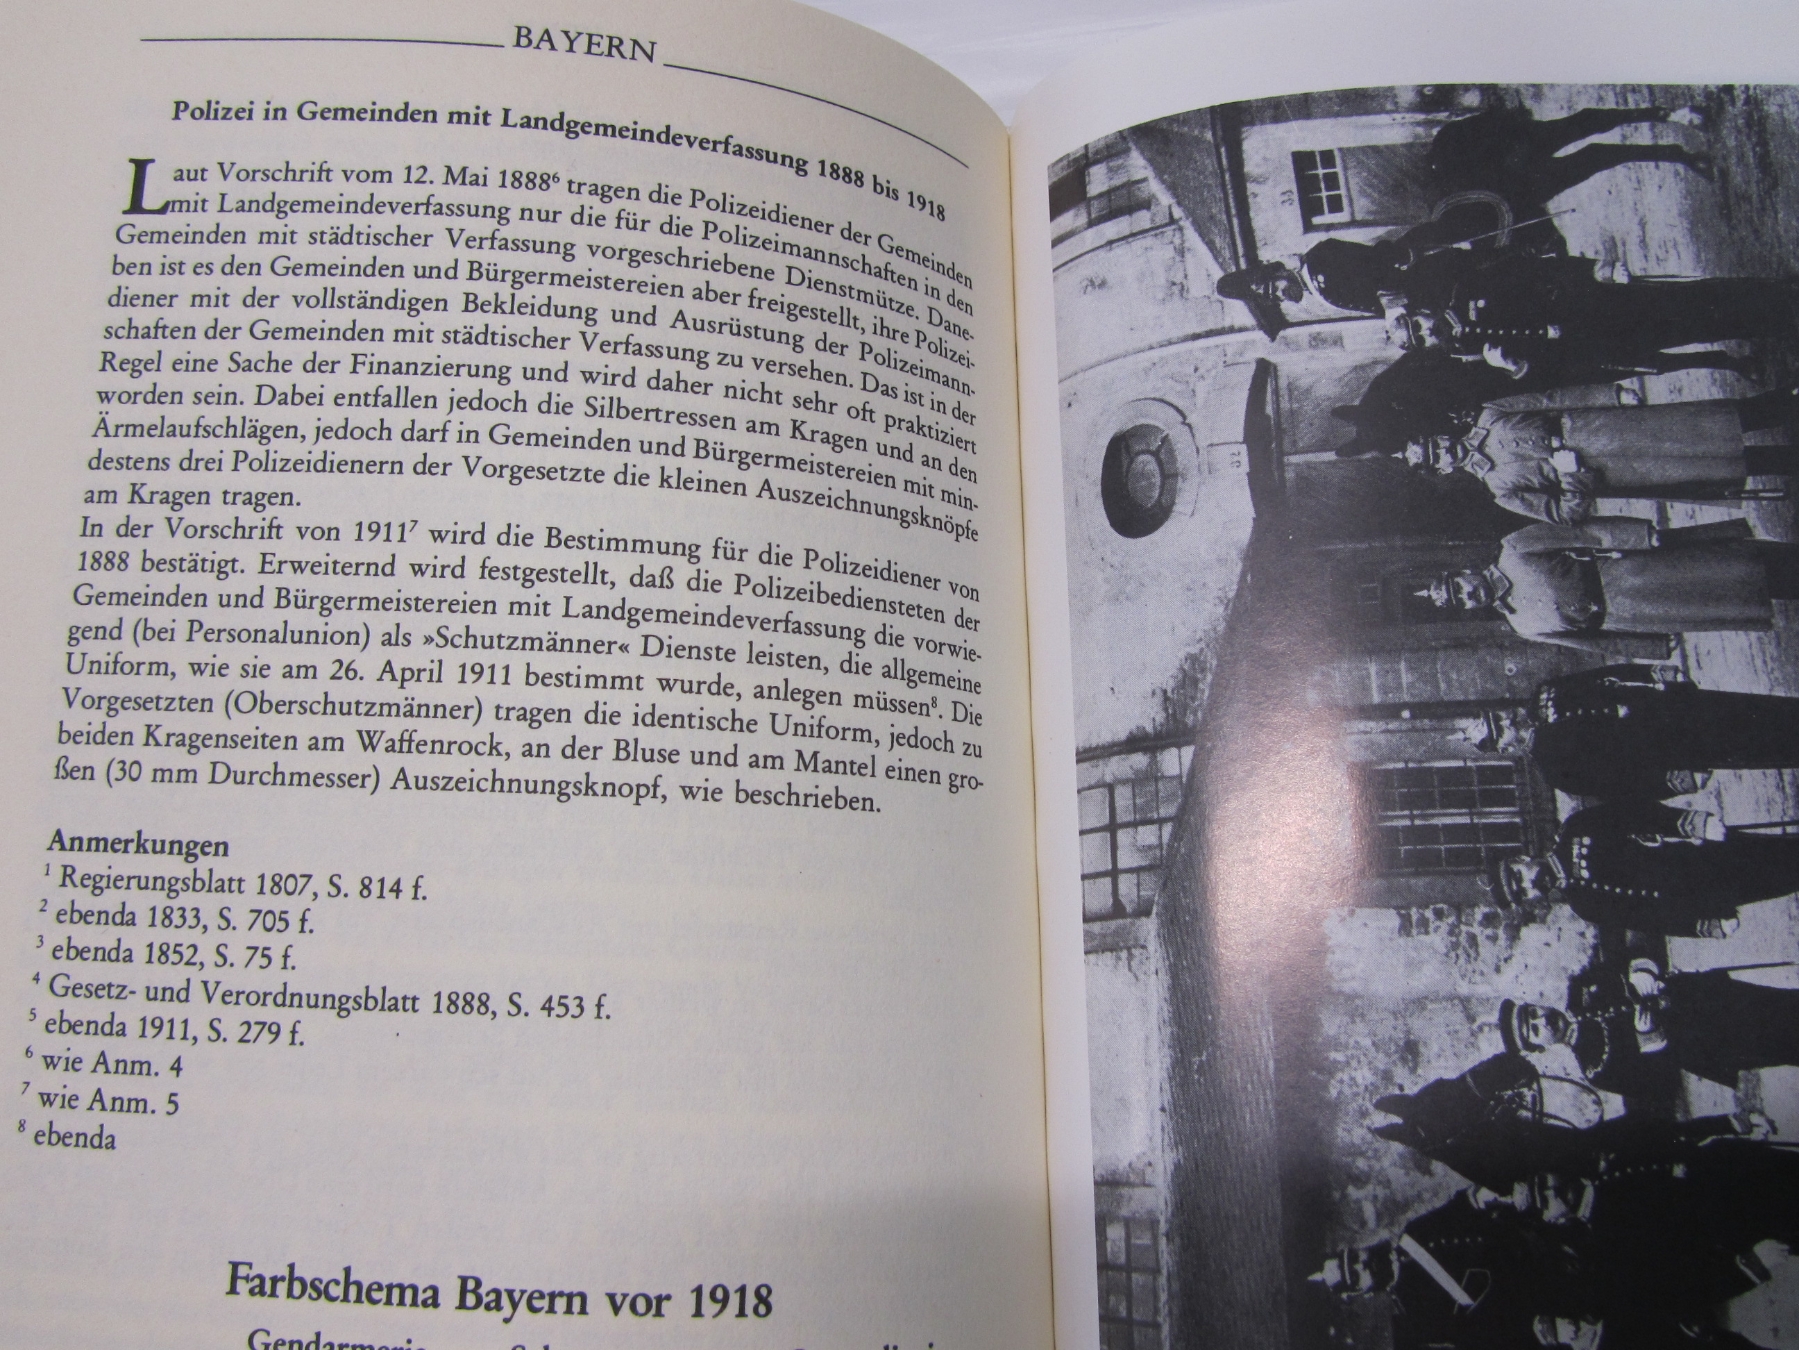 BAYERN
Polizei in Gemeinden mit Landgemeindeverfassung 1888 bis 1918
Laut Vorschrift vom 12. Mai 1888⁶ tragen die Polizeidiener der Gemeinden
mit Landgemeindeverfassung nur die für die Polizeimannschaften in den
Gemeinden mit städtischer Verfassung vorgeschriebene Dienstmütze. Dane-
ben ist es den Gemeinden und Bürgermeistereien aber freigestellt, ihre Polizei-
diener mit der vollständigen Bekleidung und Ausrüstung der Polizeimann-
schaften der Gemeinden mit städtischer Verfassung zu versehen. Das ist in der
Regel eine Sache der Finanzierung und wird daher nicht sehr oft praktiziert
worden sein. Dabei entfallen jedoch die Silbertressen am Kragen und an den
Ärmelaufschlägen, jedoch darf in Gemeinden und Bürgermeistereien mit min-
destens drei Polizeidienern der Vorgesetzte die kleinen Auszeichnungsknöpfe
am Kragen tragen.
In der Vorschrift von 1911⁷ wird die Bestimmung für die Polizeidiener von
1888 bestätigt. Erweiternd wird festgestellt, daß die Polizeibediensteten der
Gemeinden und Bürgermeistereien mit Landgemeindeverfassung die vorwie-
gend (bei Personalunion) als »Schutzmänner« Dienste leisten, die allgemeine
Uniform, wie sie am 26. April 1911 bestimmt wurde, anlegen müssen⁸. Die
Vorgesetzten (Oberschutzmänner) tragen die identische Uniform, jedoch zu
beiden Kragenseiten am Waffenrock, an der Bluse und am Mantel einen gro-
ßen (30 mm Durchmesser) Auszeichnungsknopf, wie beschrieben.
Anmerkungen
¹ Regierungsblatt 1807, S. 814 f.
² ebenda 1833, S. 705 f.
³ ebenda 1852, S. 75 f.
⁴ Gesetz- und Verordnungsblatt 1888, S. 453 f.
⁵ ebenda 1911, S. 279 f.
⁶ wie Anm. 4
⁷ wie Anm. 5
⁸ ebenda
Farbschema Bayern vor 1918
Gendarmerie